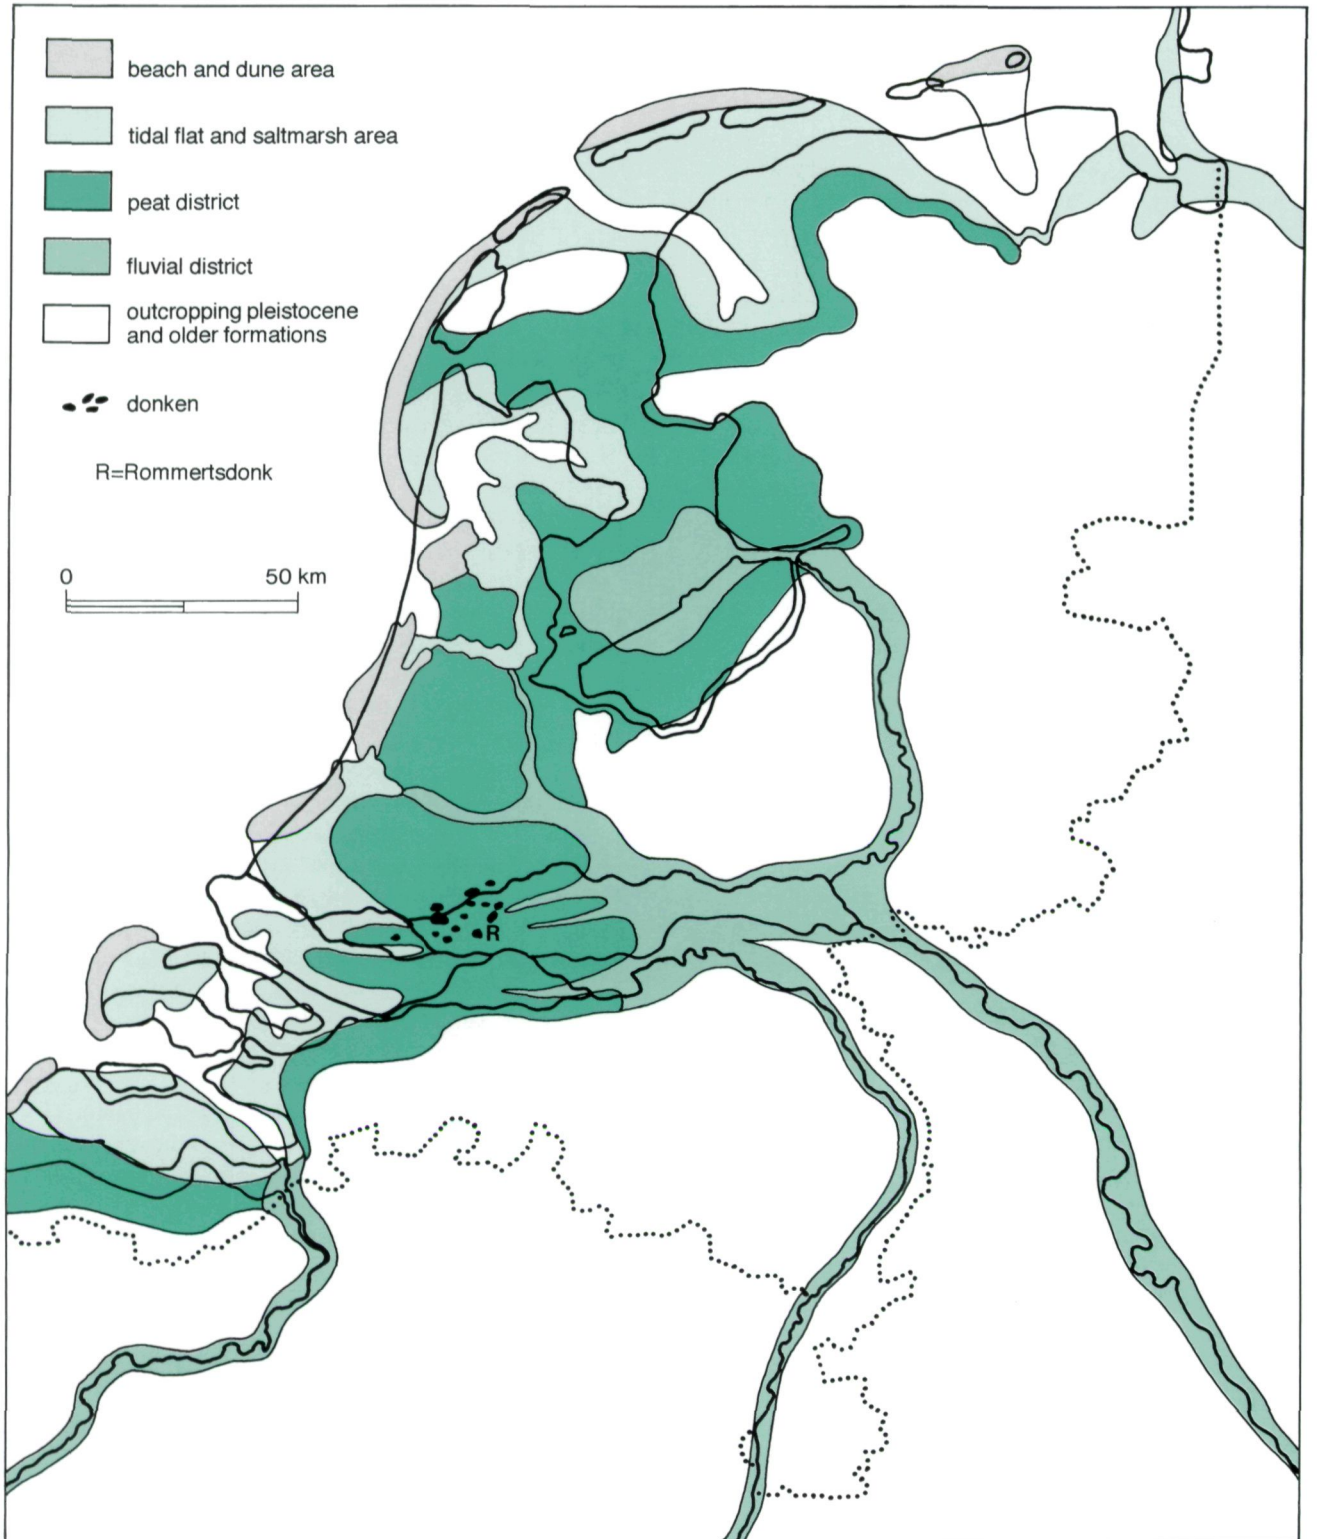 beach and dune area
tidal flat and saltmarsh area
peat district
fluvial district
outcropping pleistocene
and older formations
donken
R=Rommertsdonk
0 50 km
R